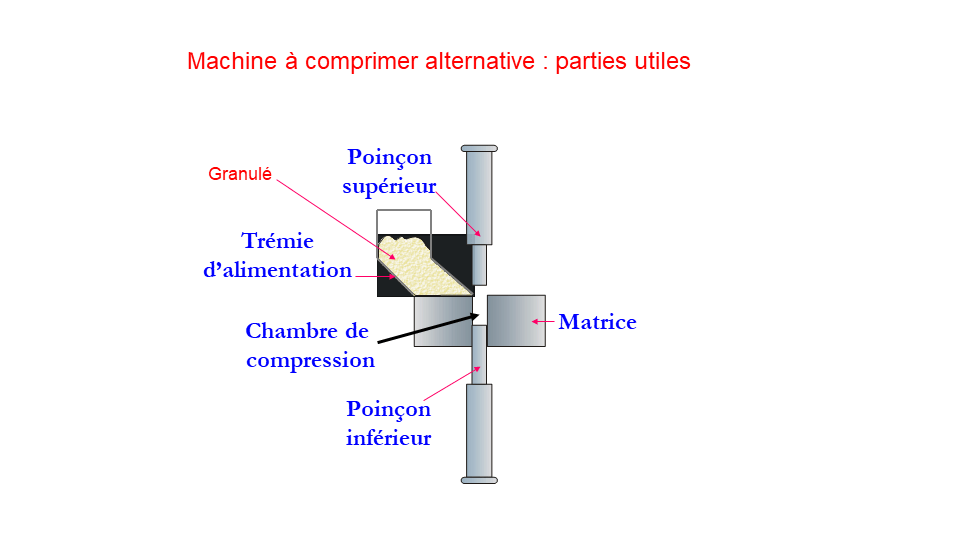 Machine à comprimer alternative : parties utiles
Poinçon
supérieur
Granulé
Trémie
d’alimentation
Chambre de
compression
Matrice
Poinçon
inférieur